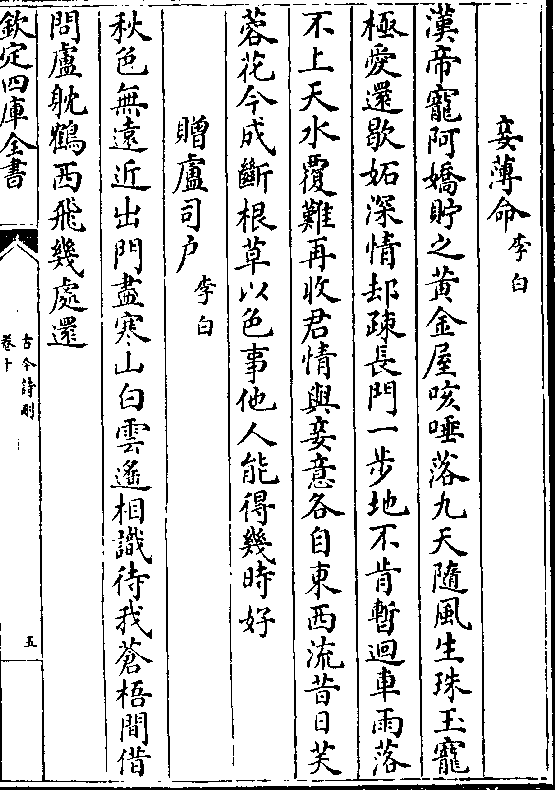 妾薄命李白
漢帝寵阿嬌貯之黃金屋咳唾落九天隨風生珠玉寵
極愛還歇妬深情却疎長門一步地不肯暫迴車雨落
不上天水覆難再收君情與妾意各自東西流昔日芙
蓉花今成斷根草以色事他人能得幾時好
贈盧司户李白
秋色無遠近出門盡寒山白雲遙相識待我蒼梧間借
問盧躭鶴西飛幾處還
欽定四庫全書
古今詩刪
卷十
五